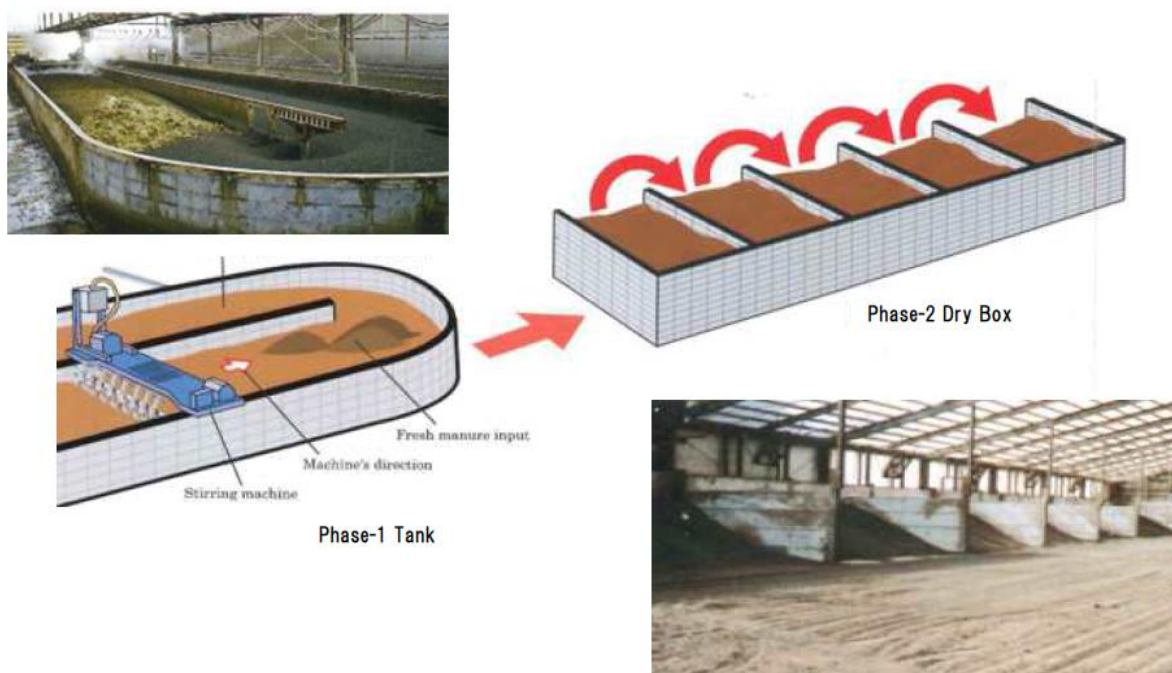 Phase-2 Dry Box
Fresh manure input
Machine's direction
Stirring machine
Phase-1 Tank